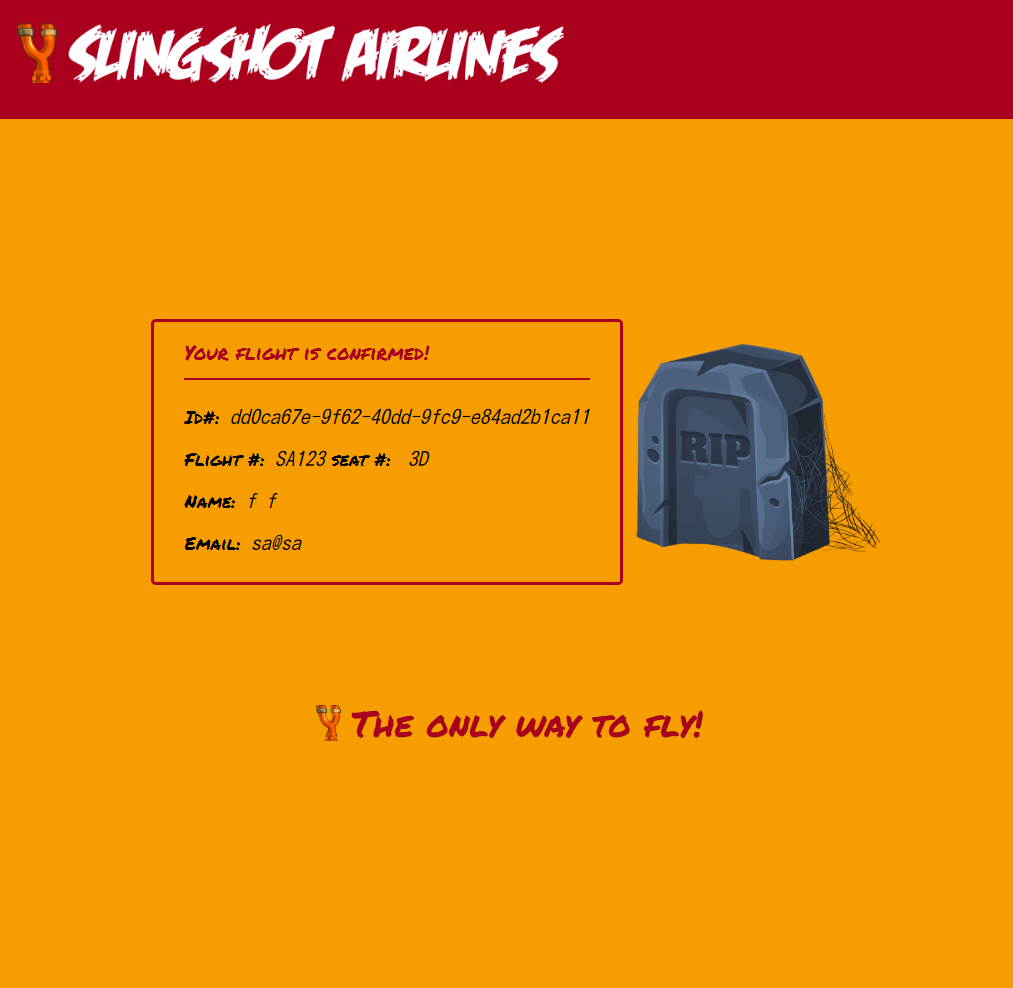 SLINGSHOT AIRLINES
Your flight is confirmed!
Id#: dd0ca67e-9f62-40dd-9fc9-e84ad2b1ca11
Flight #: SA123 seat #: 3D
Name: f f
Email: sa@sa
RIP
The only way to fly!